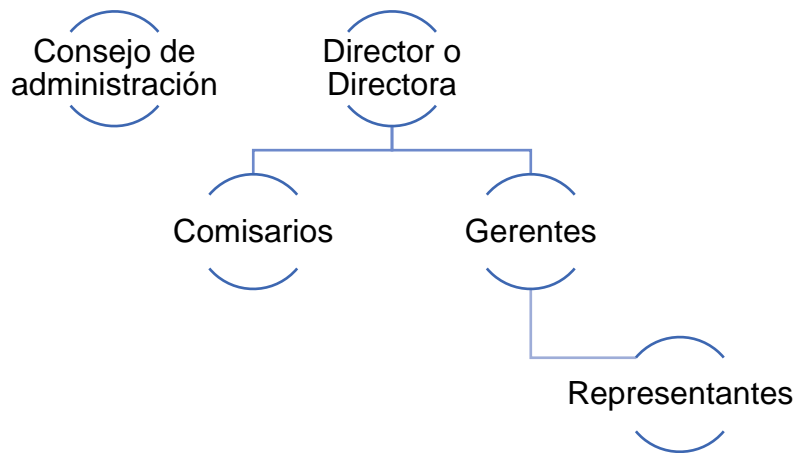 Consejo de
administración
Director o
Directora
Comisarios
Gerentes
Representantes